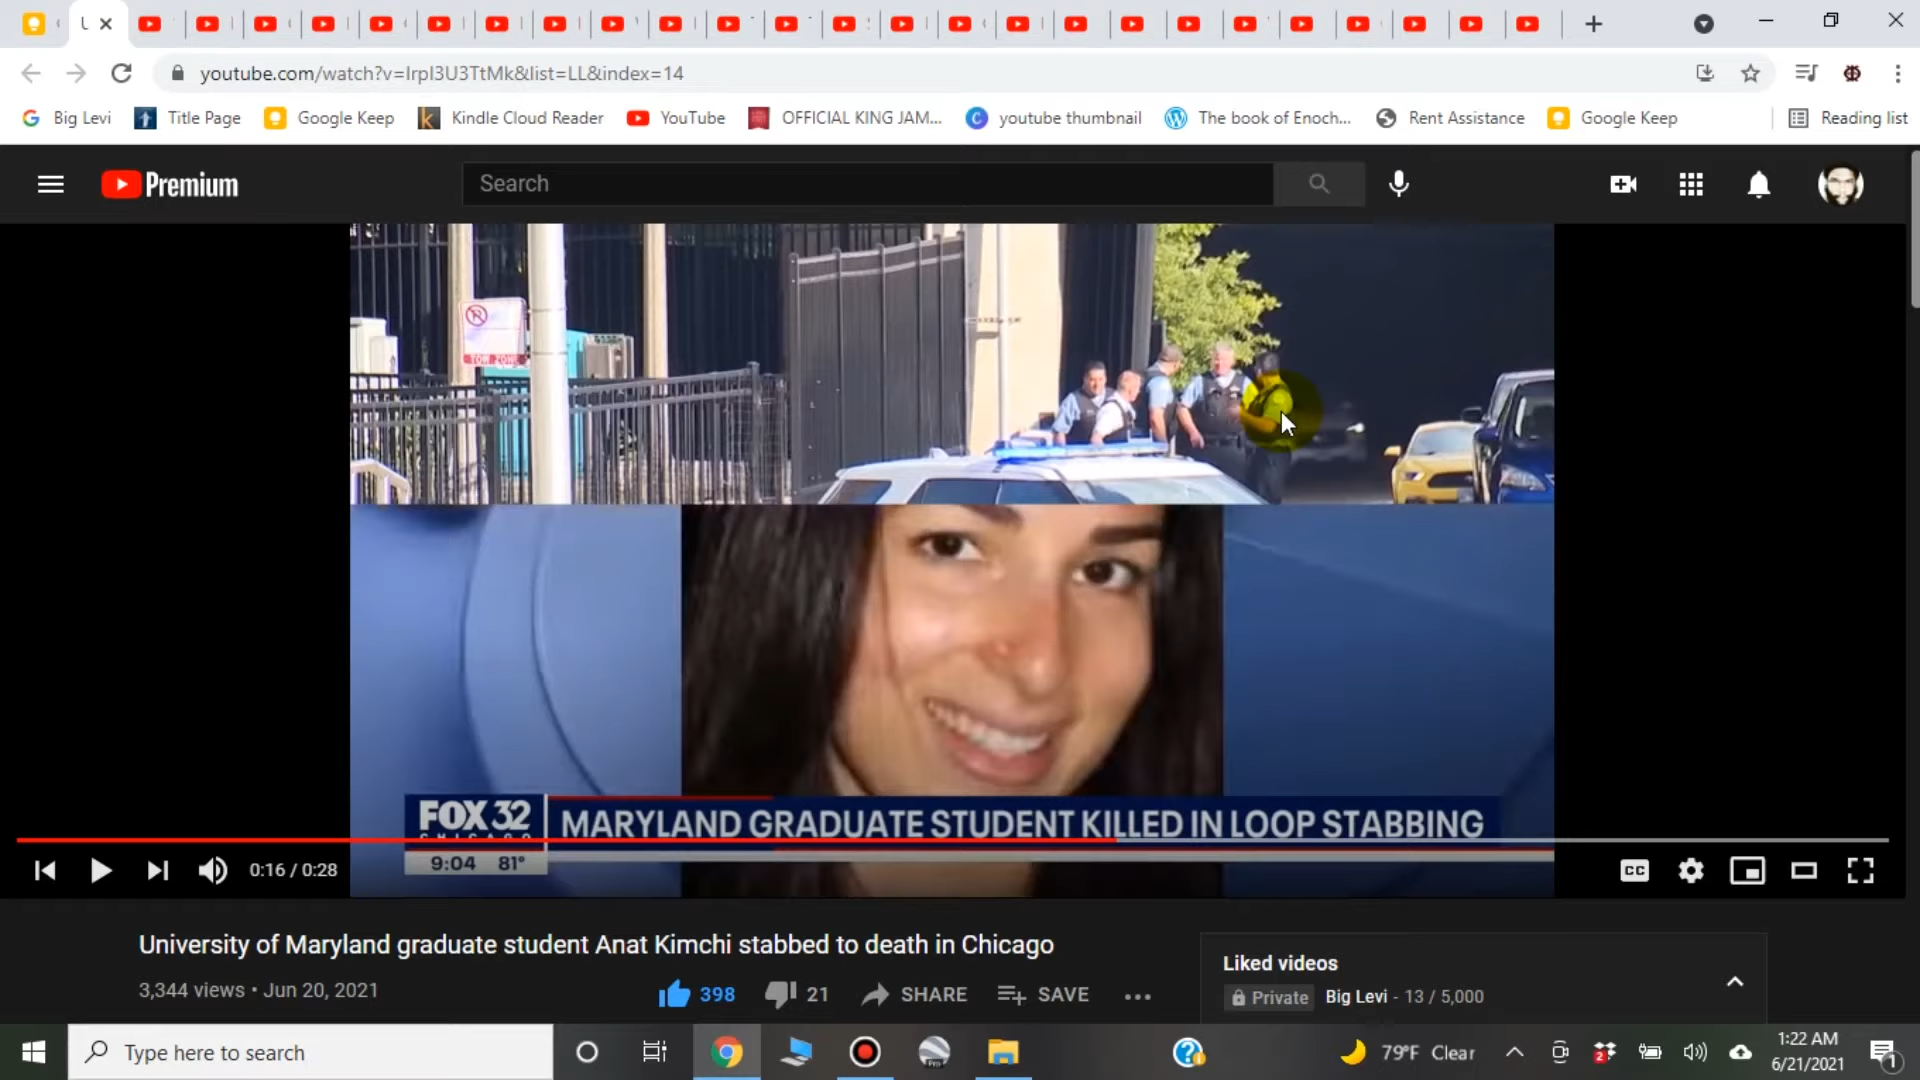 youtube.com/watch?v=IrpI3U3TtMk&list=LL&index=14
Big Levi
Title Page
Google Keep
Kindle Cloud Reader
YouTube
OFFICIAL KING JAM...
youtube thumbnail
The book of Enoch...
Rent Assistance
Google Keep
Reading list
Premium
Search
TOW ZONE
FOX 32
CHICAGO
MARYLAND GRADUATE STUDENT KILLED IN LOOP STABBING
9:04 81°
0:16 / 0:28
CC
University of Maryland graduate student Anat Kimchi stabbed to death in Chicago
3,344 views • Jun 20, 2021
398
21
SHARE
SAVE
Liked videos
Private
Big Levi - 13 / 5,000
Type here to search
79°F Clear
1:22 AM
6/21/2021